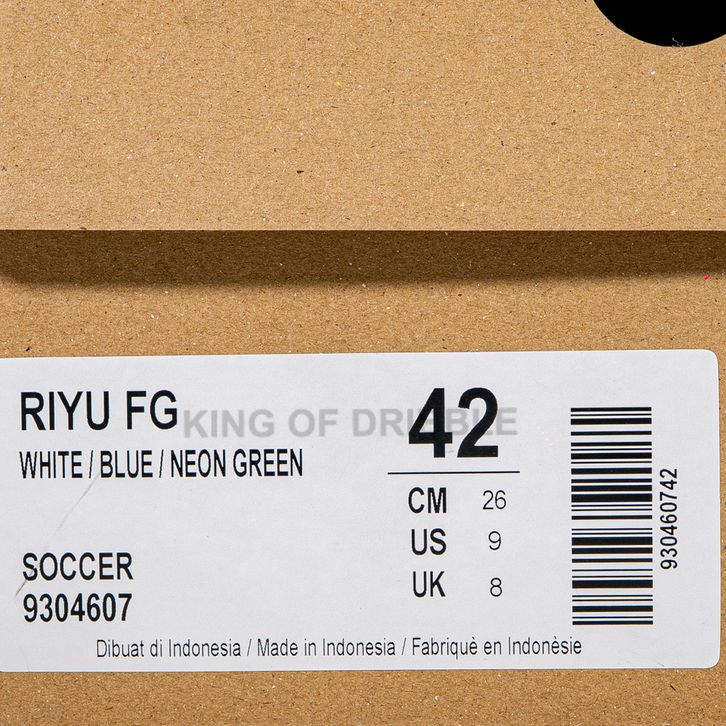 RIYU FG
KING OF DRIBBLE
WHITE / BLUE / NEON GREEN
42
CM 26
US 9
UK 8
930460742
SOCCER
9304607
Dibuat di Indonesia / Made in Indonesia / Fabriquè en Indonèsie